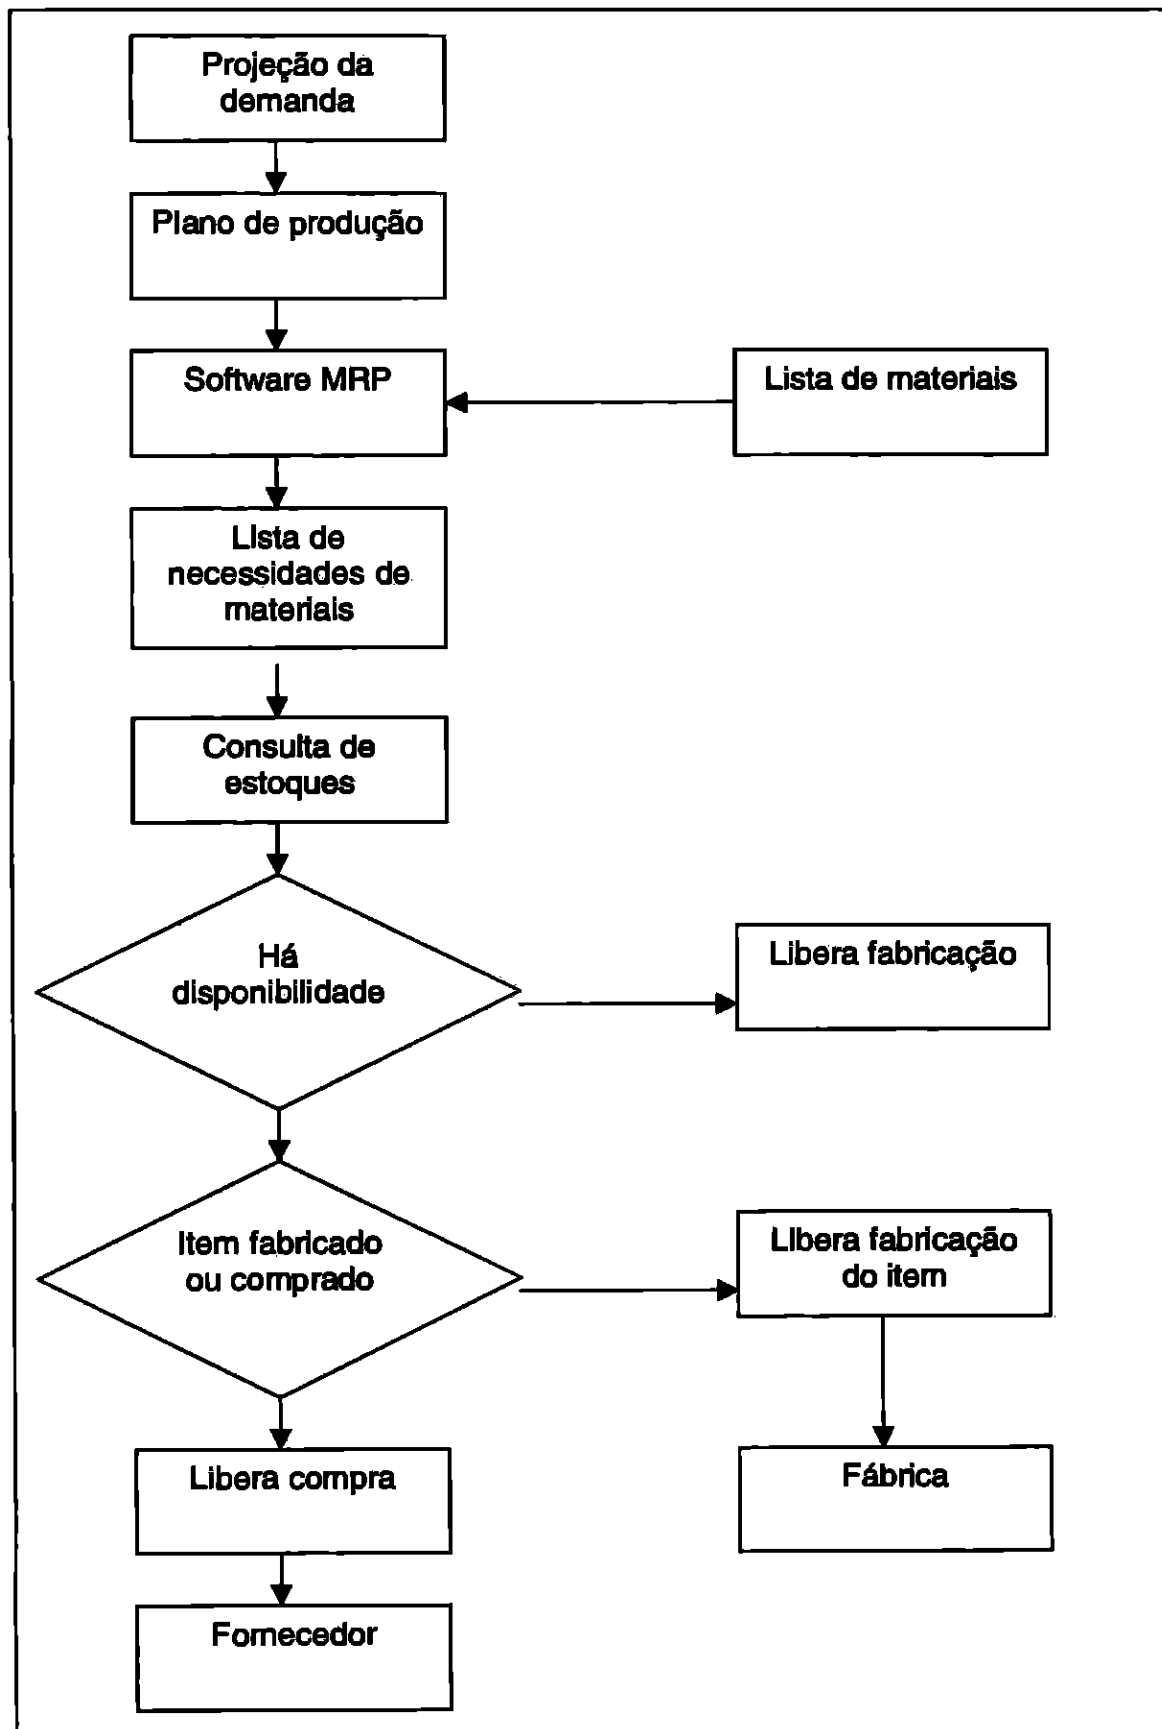 Projeção da
demanda
Plano de produção
Software MRP
Lista de materiais
Lista de
necessidades de
materiais
Consulta de
estoques
Há
disponibilidade
Libera fabricação
Item fabricado
ou comprado
Libera fabricação
do item
Libera compra
Fábrica
Fornecedor